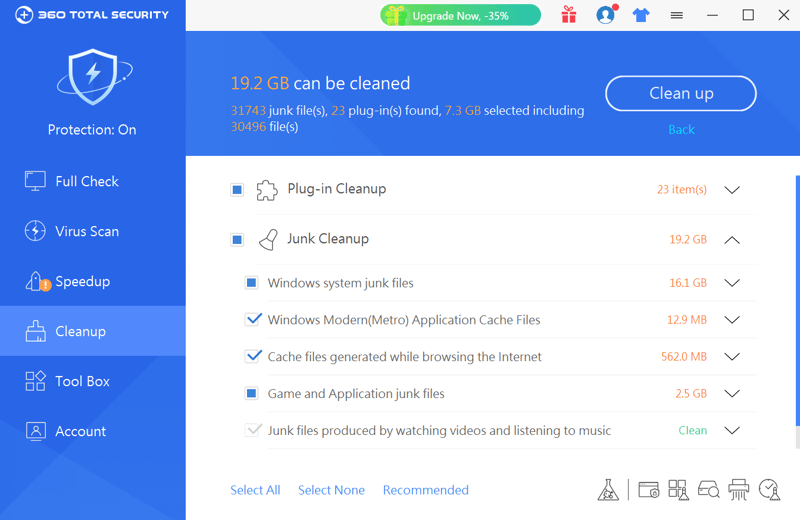 360 TOTAL SECURITY
Upgrade Now, -35%
Protection: On
Full Check
Virus Scan
Speedup
Cleanup
Tool Box
Account
19.2 GB can be cleaned
31743 junk file(s), 23 plug-in(s) found, 7.3 GB selected including
30496 file(s)
Clean up
Back
Plug-in Cleanup 23 item(s)
Junk Cleanup 19.2 GB
Windows system junk files 16.1 GB
Windows Modern(Metro) Application Cache Files 12.9 MB
Cache files generated while browsing the Internet 562.0 MB
Game and Application junk files 2.5 GB
Junk files produced by watching videos and listening to music Clean
Select All Select None Recommended